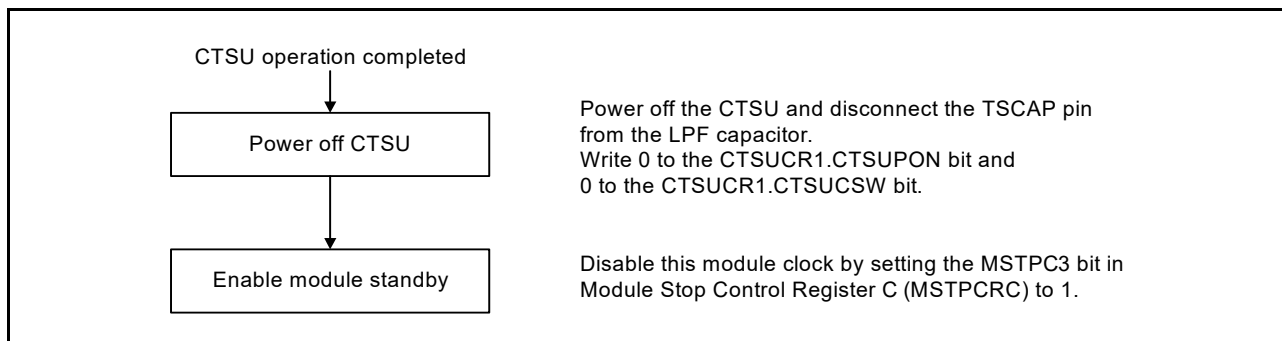 CTSU operation completed
Power off CTSU
Power off the CTSU and disconnect the TSCAP pin
from the LPF capacitor.
Write 0 to the CTSUCR1.CTSUPON bit and
0 to the CTSUCR1.CTSUCSW bit.
Enable module standby
Disable this module clock by setting the MSTPC3 bit in
Module Stop Control Register C (MSTPCRC) to 1.